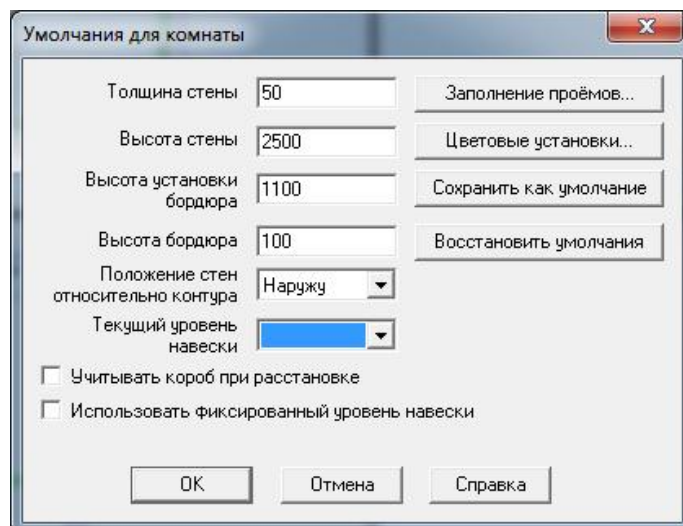 Умолчания для комнаты
Толщина стены 50 Заполнение проёмов...
Высота стены 2500 Цветовые установки...
Высота установки
бордюра 1100 Сохранить как умолчание
Высота бордюра 100 Восстановить умолчания
Положение стен
относительно контура Наружу
Текущий уровень
навески
Учитывать короб при расстановке
Использовать фиксированный уровень навески
OK Отмена Справка